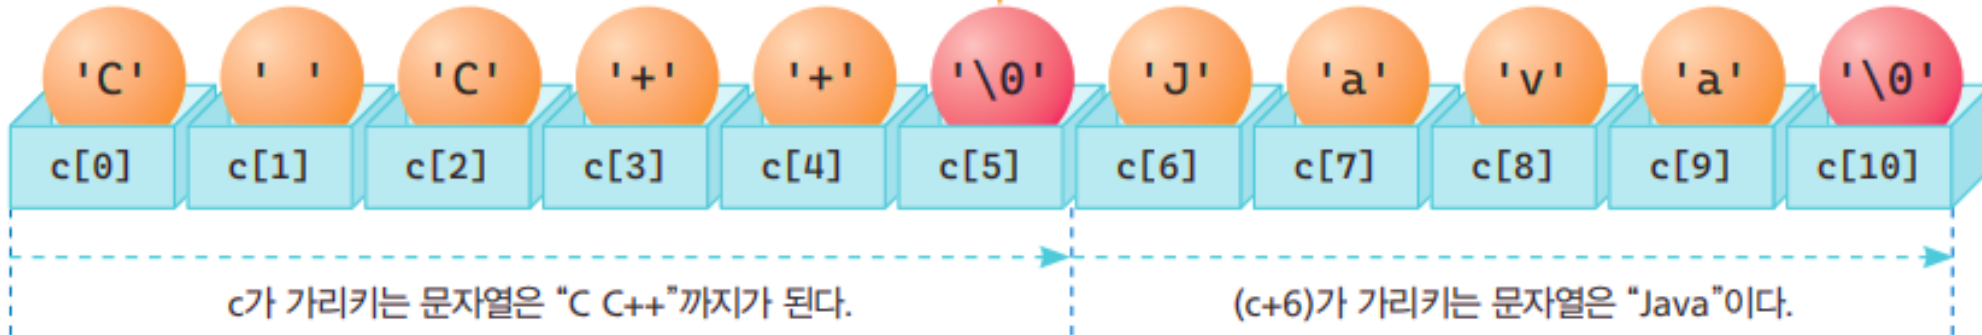 'C' ' ' 'C' '+' '+' '\0' 'J' 'a' 'v' 'a' '\0'
c[0] c[1] c[2] c[3] c[4] c[5] c[6] c[7] c[8] c[9] c[10]
c가 가리키는 문자열은 “C C++”까지가 된다. (c+6)가 가리키는 문자열은 “Java”이다.